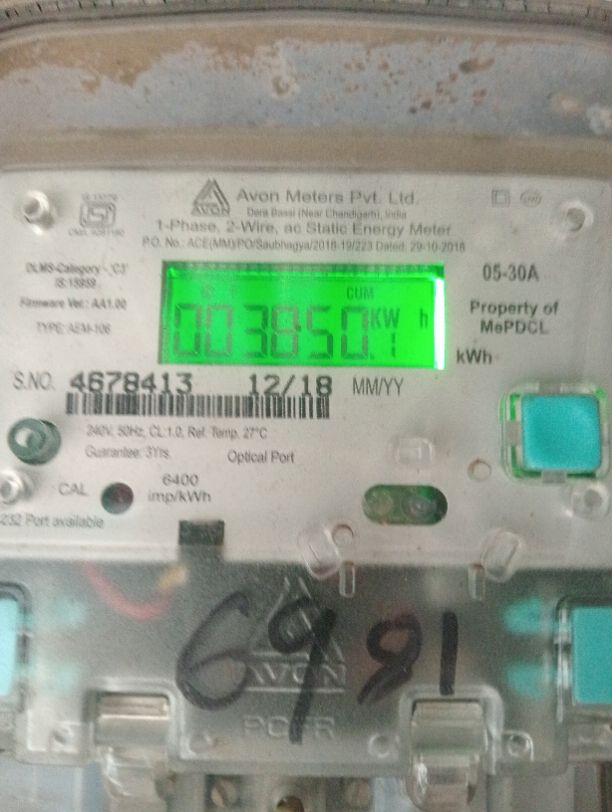 AVON
Avon Meters Pvt. Ltd.
Dera Bassi (Near Chandigarh), India
1-Phase, 2-Wire, ac Static Energy Meter
P.O. No.: ACE(MM)/PO/Saubhagya/2018-19/223 Dated: 29-10-2018
DLMS-Category - 'C3'
IS:15959
05-30A
Firmware Ver.: AA1.00
CUM
Property of
MePDCL
TYPE: AEM-106
003850.1 KW h
kWh
S.NO. 4678413 12/18 MM/YY
240V, 50Hz, CL:1.0, Ref. Temp. 27°C
Guarantee: 3Yrs. Optical Port
CAL
6400
imp/kWh
232 Port available
6981
AVON